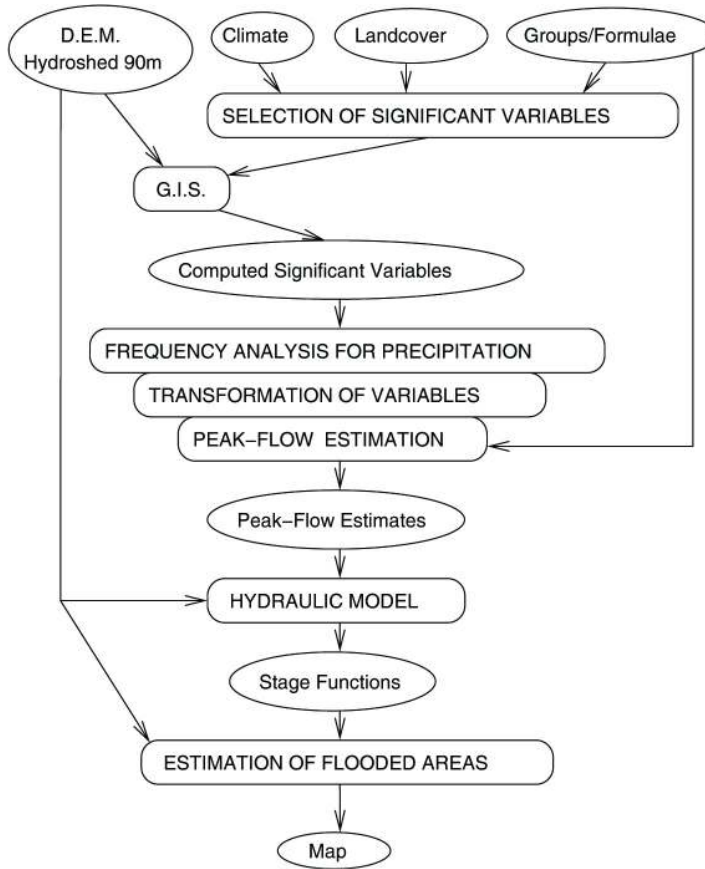 D.E.M.
Hydroshed 90m
Climate
Landcover
Groups/Formulae
SELECTION OF SIGNIFICANT VARIABLES
G.I.S.
Computed Significant Variables
FREQUENCY ANALYSIS FOR PRECIPITATION
TRANSFORMATION OF VARIABLES
PEAK−FLOW ESTIMATION
Peak−Flow Estimates
HYDRAULIC MODEL
Stage Functions
ESTIMATION OF FLOODED AREAS
Map